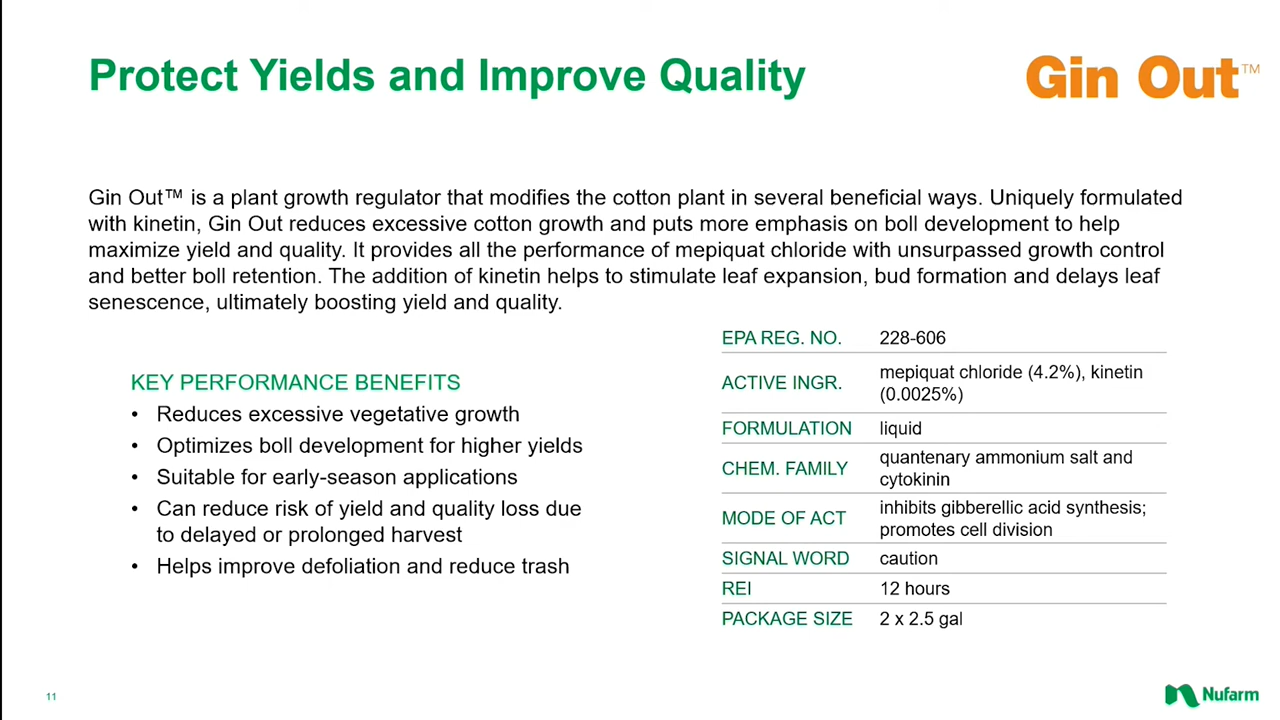 Protect Yields and Improve Quality
Gin Out™
Gin Out™ is a plant growth regulator that modifies the cotton plant in several beneficial ways. Uniquely formulated
with kinetin, Gin Out reduces excessive cotton growth and puts more emphasis on boll development to help
maximize yield and quality. It provides all the performance of mepiquat chloride with unsurpassed growth control
and better boll retention. The addition of kinetin helps to stimulate leaf expansion, bud formation and delays leaf
senescence, ultimately boosting yield and quality.
KEY PERFORMANCE BENEFITS
• Reduces excessive vegetative growth
• Optimizes boll development for higher yields
• Suitable for early-season applications
• Can reduce risk of yield and quality loss due
to delayed or prolonged harvest
• Helps improve defoliation and reduce trash
EPA REG. NO. 228-606
ACTIVE INGR. mepiquat chloride (4.2%), kinetin
(0.0025%)
FORMULATION liquid
CHEM. FAMILY quantenary ammonium salt and
cytokinin
MODE OF ACT inhibits gibberellic acid synthesis;
promotes cell division
SIGNAL WORD caution
REI 12 hours
PACKAGE SIZE 2 x 2.5 gal
11
Nufarm